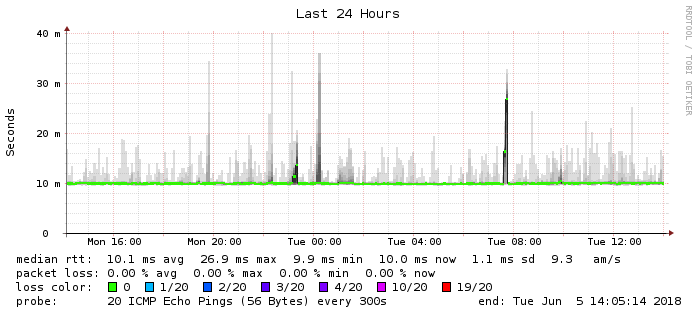 Last 24 Hours
RRDTOOL / TOBI OETIKER
Seconds
40 m
30 m
20 m
10 m
0
Mon 16:00 Mon 20:00 Tue 00:00 Tue 04:00 Tue 08:00 Tue 12:00
median rtt: 10.1 ms avg 26.9 ms max 9.9 ms min 10.0 ms now 1.1 ms sd 9.3 am/s
packet loss: 0.00 % avg 0.00 % max 0.00 % min 0.00 % now
loss color: 0 1/20 2/20 3/20 4/20 10/20 19/20
probe: 20 ICMP Echo Pings (56 Bytes) every 300s end: Tue Jun 5 14:05:14 2018